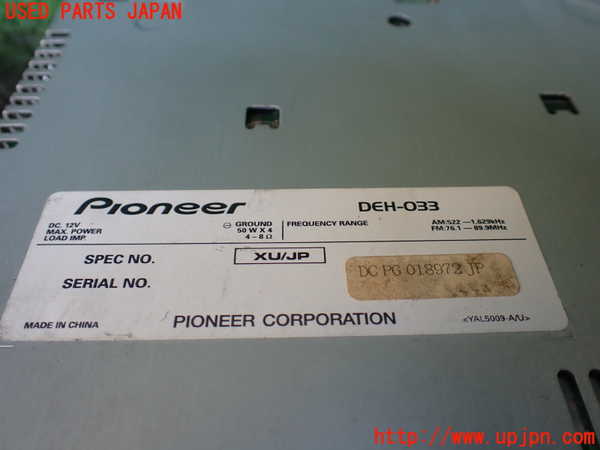 USED PARTS JAPAN
Pioneer DEH-033
DC. 12V ⊖ GROUND FREQUENCY RANGE AM:522 —1,629kHz
MAX. POWER 50 W X 4 FM:76.1 — 89.9MHz
LOAD IMP. 4 – 8 Ω
SPEC NO. XU/JP
SERIAL NO. DC PG 018972 JP
MADE IN CHINA PIONEER CORPORATION <YAL5009-A/U>
http://www.upjpn.com/